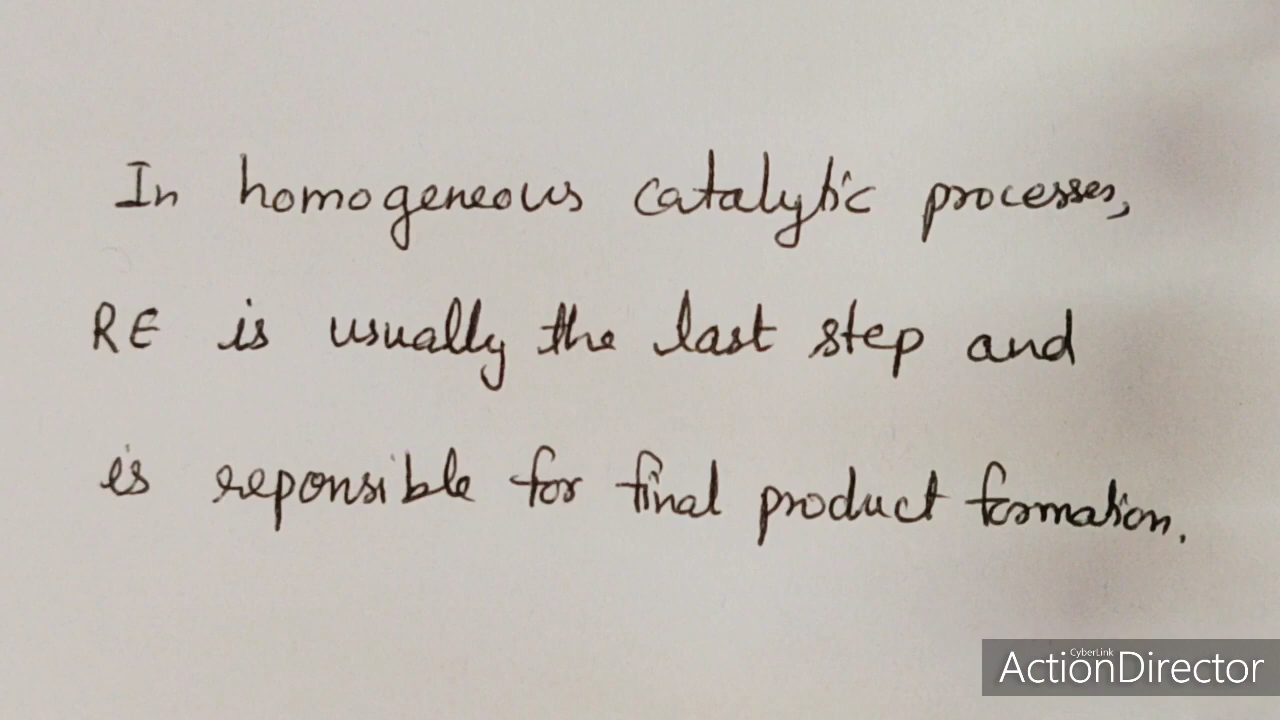 In homogeneous catalytic processes,
RE is usually the last step and
is reponsible for final product formation.
CyberLink
ActionDirector